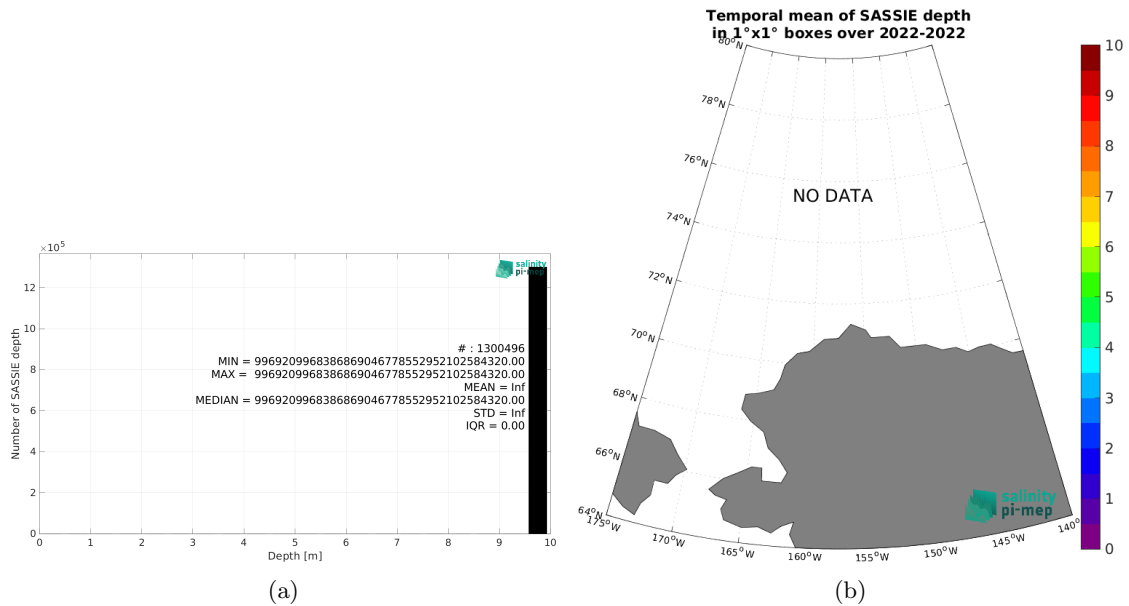 ×10⁵
12
10
8
6
4
2
0
Number of SASSIE depth
salinity
pi-mep
# : 1300496
MIN = 9969209968386869046778552952102584320.00
MAX = 9969209968386869046778552952102584320.00
MEAN = Inf
MEDIAN = 9969209968386869046778552952102584320.00
STD = Inf
IQR = 0.00
0 1 2 3 4 5 6 7 8 9 10
Depth [m]
(a)
Temporal mean of SASSIE depth
in 1°x1° boxes over 2022-2022
80°N
78°N
76°N
74°N
72°N
70°N
68°N
66°N
64°N
NO DATA
175°W
170°W
165°W
160°W
155°W
150°W
145°W
140°
salinity
pi-mep
10
9
8
7
6
5
4
3
2
1
0
(b)